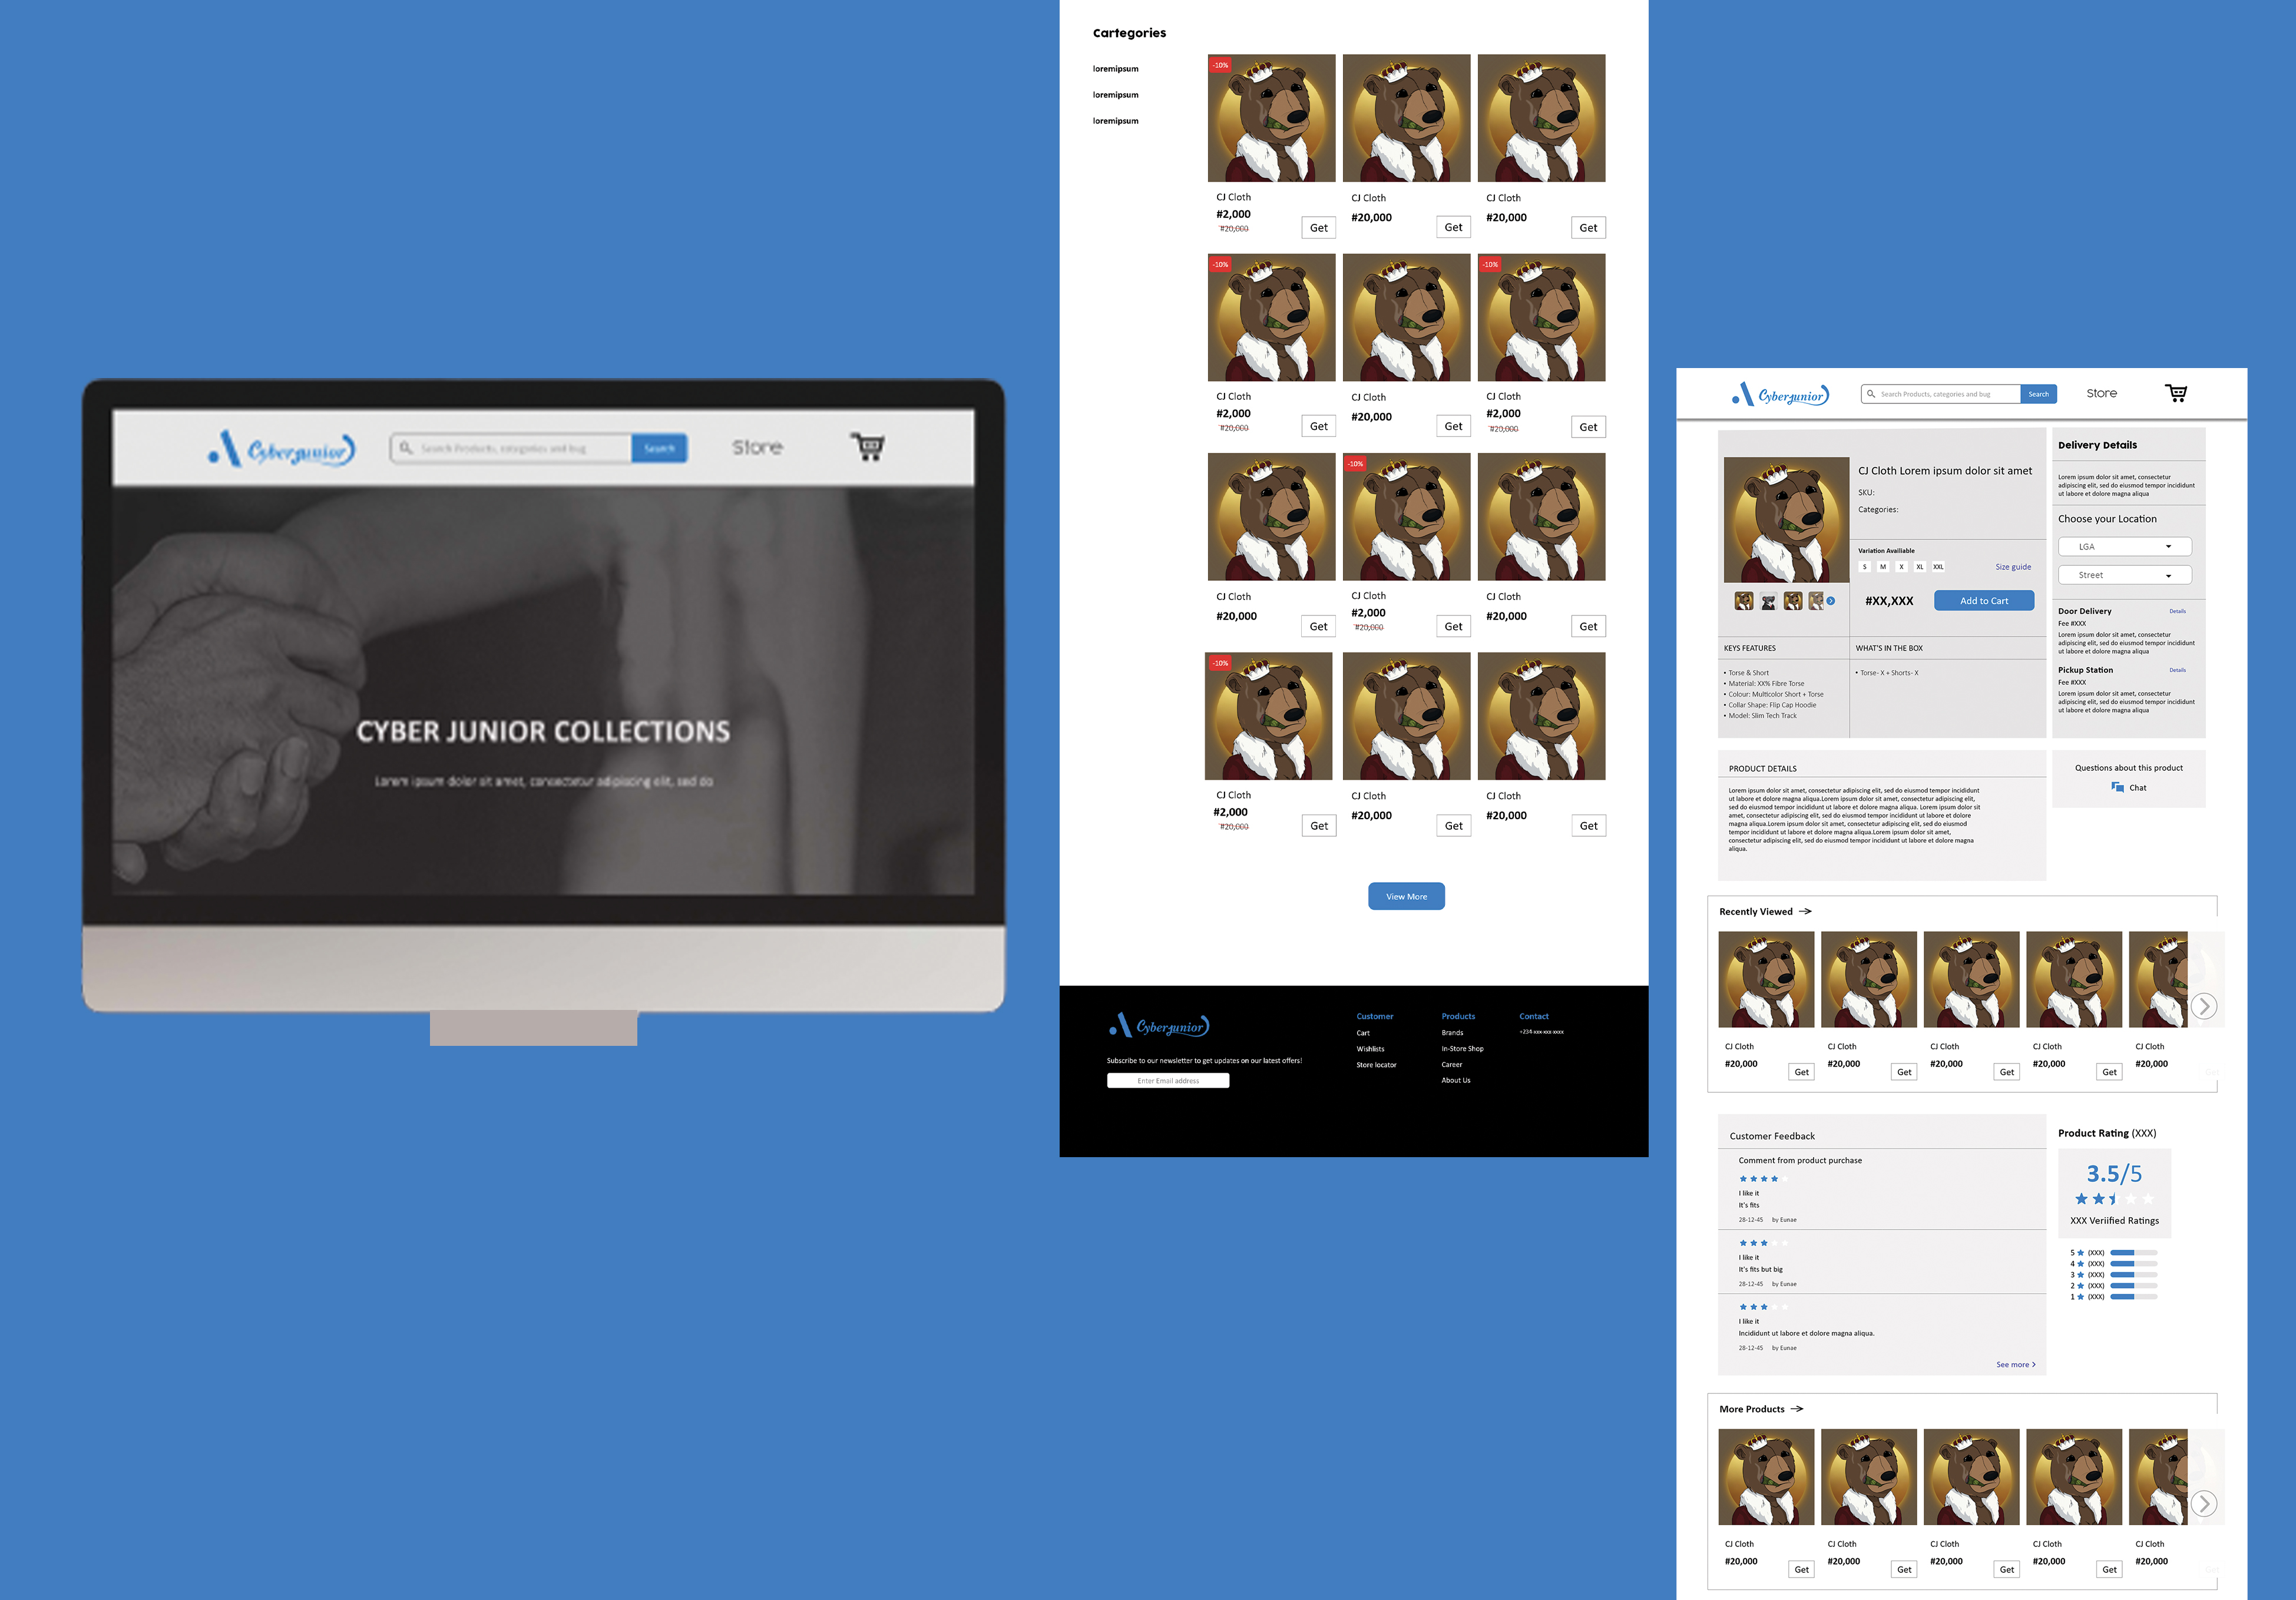 Cyberjunior
Search Products, categories and bug
Search
Store
CYBER JUNIOR COLLECTIONS
Lorem ipsum dolor sit amet, consectetur adipiscing elit, sed do
Cartegories
loremipsum
loremipsum
loremipsum
-10%
CJ Cloth
#2,000
#20,000
Get
CJ Cloth
#20,000
Get
CJ Cloth
#20,000
Get
-10%
CJ Cloth
#2,000
#20,000
Get
CJ Cloth
#20,000
Get
-10%
CJ Cloth
#2,000
#20,000
Get
CJ Cloth
#20,000
Get
-10%
CJ Cloth
#2,000
#20,000
Get
CJ Cloth
#20,000
Get
-10%
CJ Cloth
#2,000
#20,000
Get
CJ Cloth
#20,000
Get
CJ Cloth
#20,000
Get
View More
Cyberjunior
Subscribe to our newsletter to get updates on our latest offers!
Enter Email address
Customer
Cart
Wishlists
Store locator
Products
Brands
In-Store Shop
Career
About Us
Contact
+234-xxx-xxx-xxxx
Cyberjunior
Search Products, categories and bug
Search
Store
CJ Cloth Lorem ipsum dolor sit amet
SKU:
Categories:
Variation Availiable
S M X XL XXL
Size guide
#XX,XXX
Add to Cart
KEYS FEATURES
• Torse & Short
• Material: XX% Fibre Torse
• Colour: Multicolor Short + Torse
• Collar Shape: Flip Cap Hoodie
• Model: Slim Tech Track
WHAT'S IN THE BOX
• Torse- X + Shorts- X
Delivery Details
Lorem ipsum dolor sit amet, consectetur
adipiscing elit, sed do eiusmod tempor incididunt
ut labore et dolore magna aliqua
Choose your Location
LGA
Street
Door Delivery
Details
Fee #XXX
Lorem ipsum dolor sit amet, consectetur
adipiscing elit, sed do eiusmod tempor incididunt
ut labore et dolore magna aliqua
Pickup Station
Details
Fee #XXX
Lorem ipsum dolor sit amet, consectetur
adipiscing elit, sed do eiusmod tempor incididunt
ut labore et dolore magna aliqua
PRODUCT DETAILS
Lorem ipsum dolor sit amet, consectetur adipiscing elit, sed do eiusmod tempor incididunt
ut labore et dolore magna aliqua.Lorem ipsum dolor sit amet, consectetur adipiscing elit,
sed do eiusmod tempor incididunt ut labore et dolore magna aliqua. Lorem ipsum dolor sit
amet, consectetur adipiscing elit, sed do eiusmod tempor incididunt ut labore et dolore
magna aliqua.Lorem ipsum dolor sit amet, consectetur adipiscing elit, sed do eiusmod
tempor incididunt ut labore et dolore magna aliqua.Lorem ipsum dolor sit amet,
consectetur adipiscing elit, sed do eiusmod tempor incididunt ut labore et dolore magna
aliqua.
Questions about this product
Chat
Recently Viewed
CJ Cloth
#20,000
Get
CJ Cloth
#20,000
Get
CJ Cloth
#20,000
Get
CJ Cloth
#20,000
Get
CJ Cloth
#20,000
Customer Feedback
Comment from product purchase
I like it
It's fits
28-12-45 by Eunae
I like it
It's fits but big
28-12-45 by Eunae
I like it
Incididunt ut labore et dolore magna aliqua.
28-12-45 by Eunae
See more
Product Rating (XXX)
3.5/5
XXX Veriified Ratings
5 (XXX)
4 (XXX)
3 (XXX)
2 (XXX)
1 (XXX)
More Products
CJ Cloth
#20,000
Get
CJ Cloth
#20,000
Get
CJ Cloth
#20,000
Get
CJ Cloth
#20,000
Get
CJ Cloth
#20,000